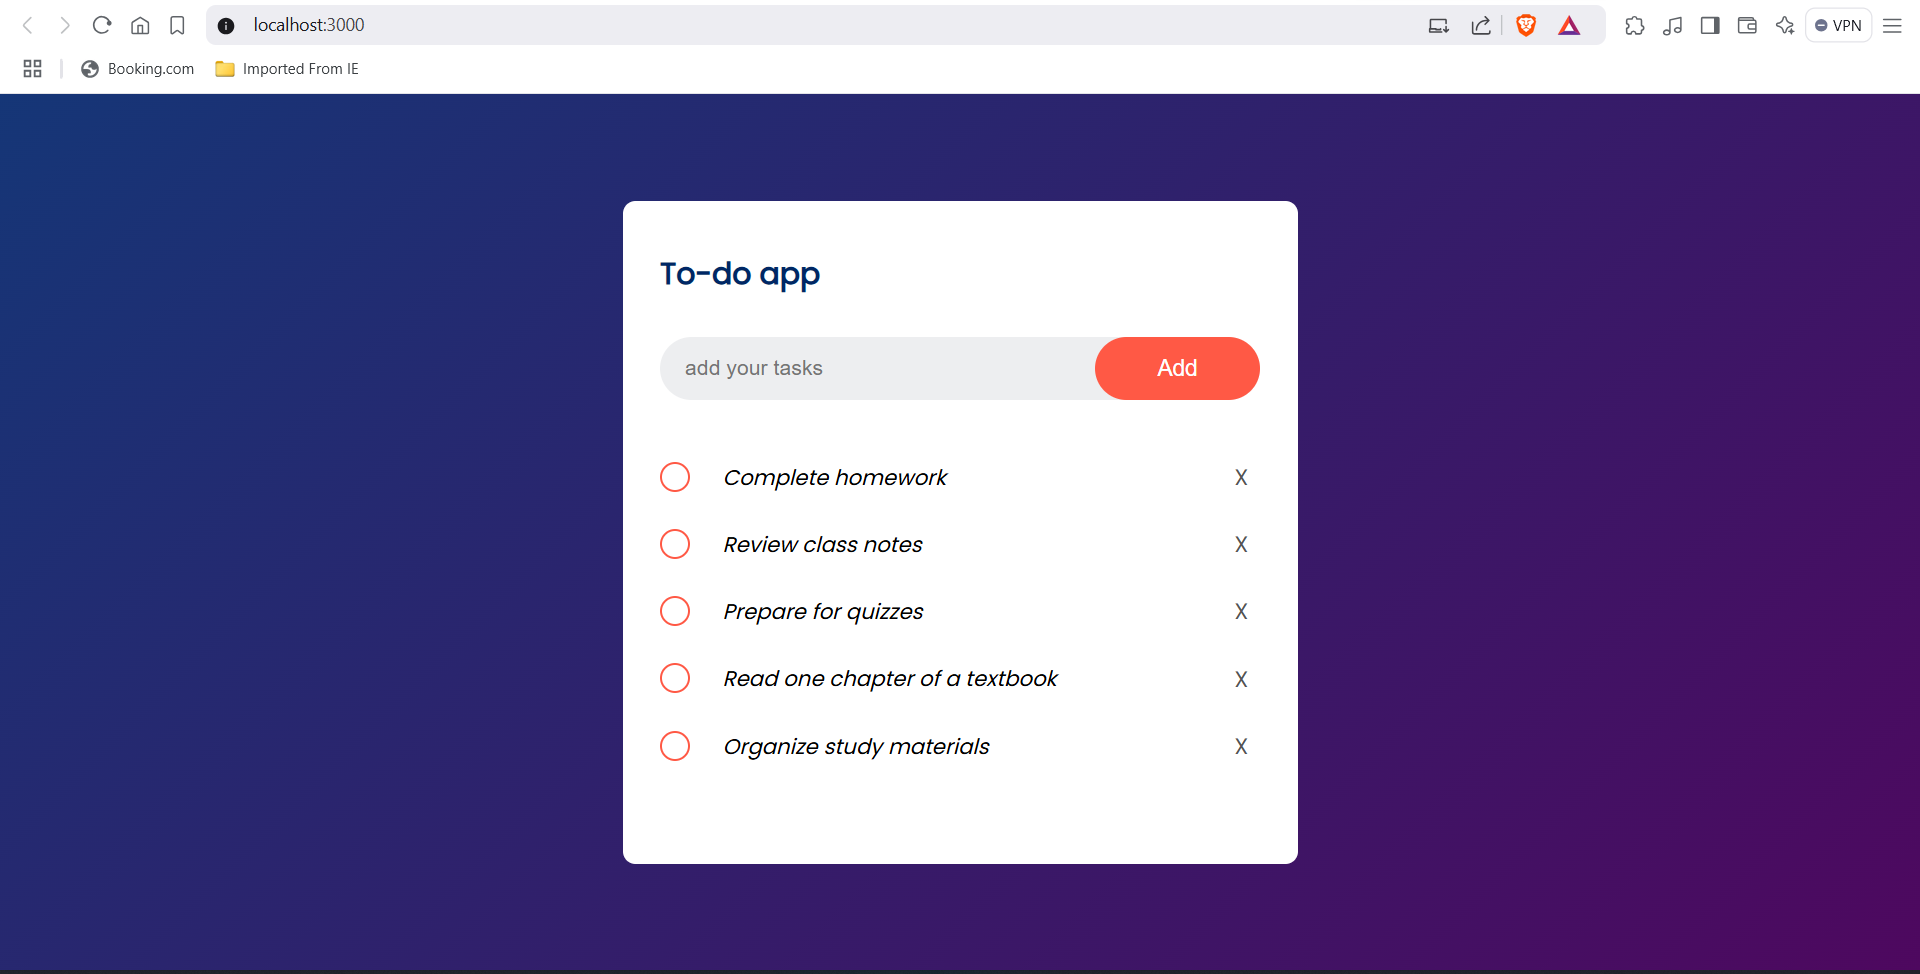 localhost:3000
VPN
Booking.com
Imported From IE
To-do app
add your tasks
Add
Complete homework
X
Review class notes
X
Prepare for quizzes
X
Read one chapter of a textbook
X
Organize study materials
X